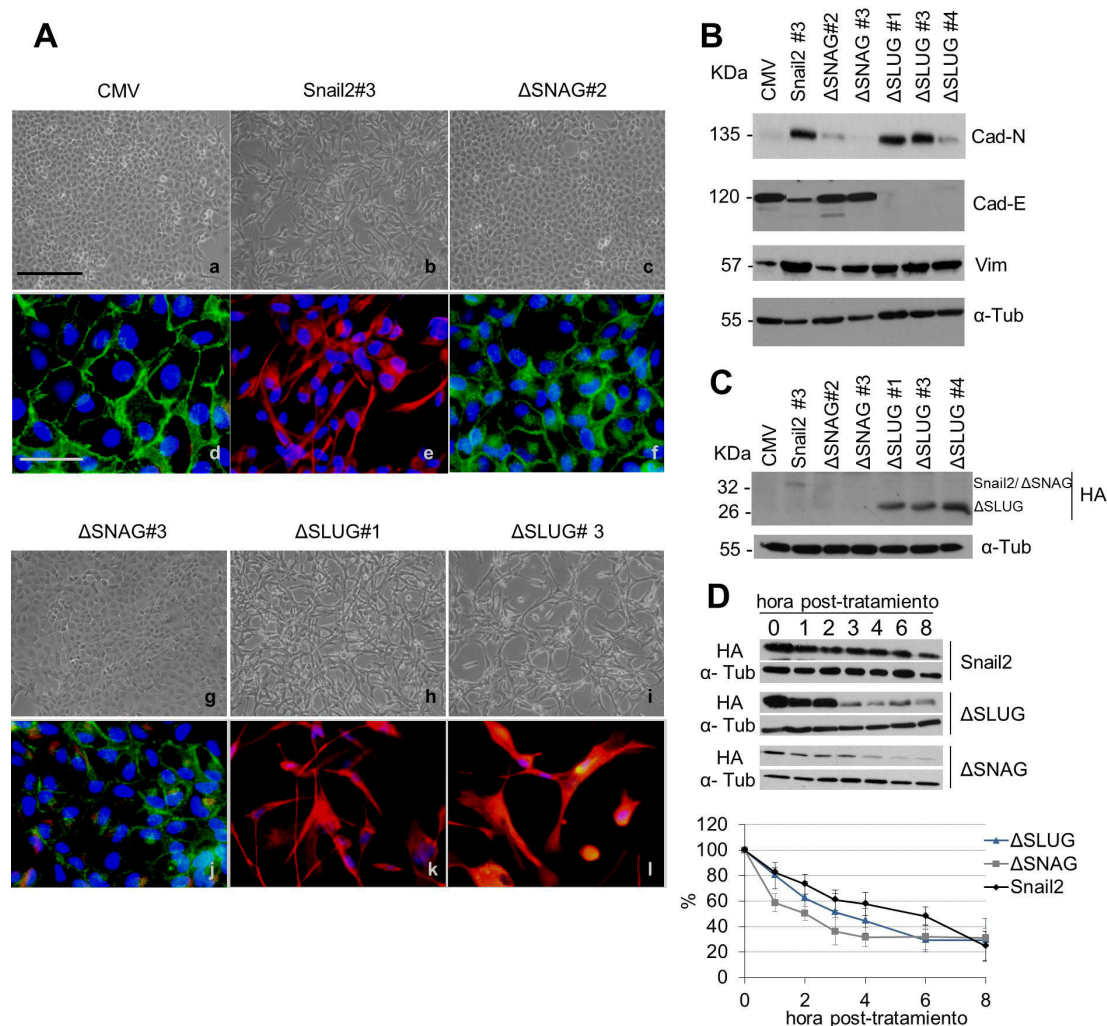 A
CMV
Snail2#3
ΔSNAG#2
a
b
c
d
e
f
ΔSNAG#3
ΔSLUG#1
ΔSLUG# 3
g
h
i
j
k
l
B
KDa
CMV
Snail2 #3
ΔSNAG#2
ΔSNAG #3
ΔSLUG #1
ΔSLUG #3
ΔSLUG #4
135 -
Cad-N
120 -
Cad-E
57 -
Vim
55 -
α-Tub
C
KDa
CMV
Snail2 #3
ΔSNAG#2
ΔSNAG #3
ΔSLUG #1
ΔSLUG #3
ΔSLUG #4
32 -
Snail2/ΔSNAG
26 -
ΔSLUG
HA
55 -
α-Tub
D
hora post-tratamiento
0 1 2 3 4 6 8
HA
α- Tub
Snail2
HA
α- Tub
ΔSLUG
HA
α- Tub
ΔSNAG
120
100
80
60
40
20
0
%
ΔSLUG
ΔSNAG
Snail2
0 2 4 6 8
hora post-tratamiento